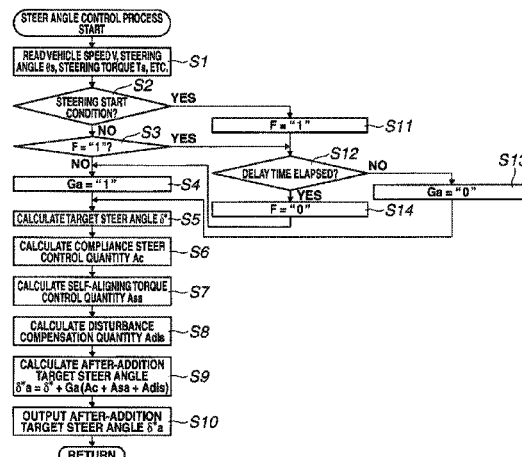 STEER ANGLE CONTROL PROCESS
START
READ VEHICLE SPEED V, STEERING
ANGLE θs, STEERING TORQUE Ts, ETC.
S1
STEERING START
CONDITION?
S2
YES
NO
F = "1"
S11
F = "1"?
S3
YES
NO
DELAY TIME ELAPSED?
S12
NO
YES
Ga = "1"
S4
Ga = "0"
S13
F = "0"
S14
CALCULATE TARGET STEER ANGLE δ*
S5
CALCULATE COMPLIANCE STEER
CONTROL QUANTITY Ac
S6
CALCULATE SELF-ALIGNING TORQUE
CONTROL QUANTITY Asa
S7
CALCULATE DISTURBANCE
COMPENSATION QUANTITY Adis
S8
CALCULATE AFTER-ADDITION
TARGET STEER ANGLE
δ*a = δ* + Ga(Ac + Asa + Adis)
S9
OUTPUT AFTER-ADDITION
TARGET STEER ANGLE δ*a
S10
RETURN